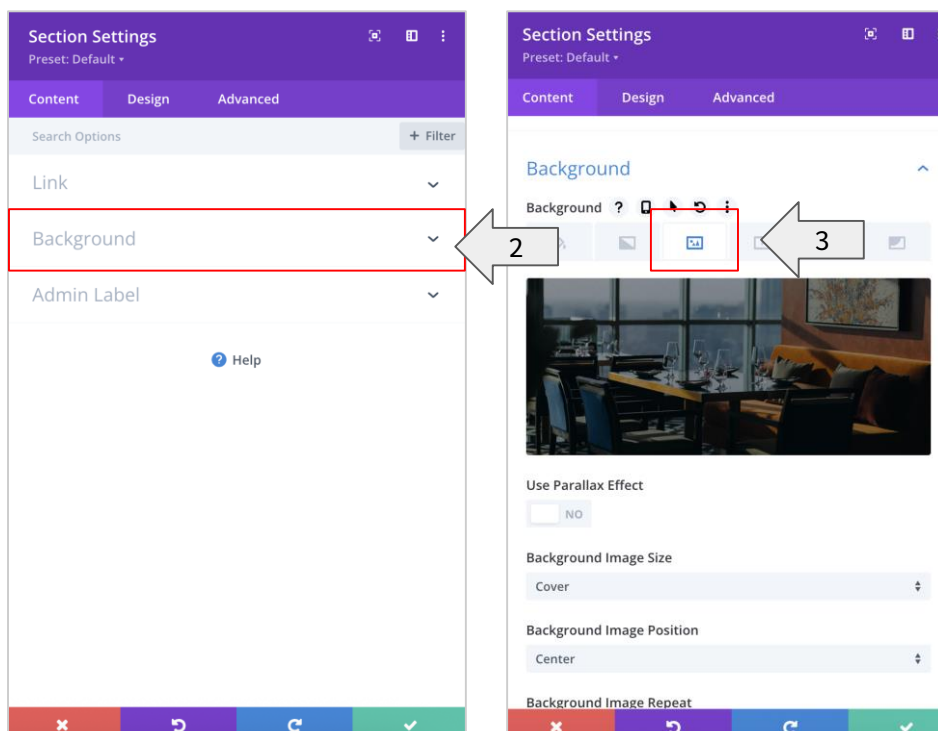 Section Settings
Preset: Default
Content Design Advanced
Search Options + Filter
Link
Background
2
Admin Label
? Help
Section Settings
Preset: Default
Content Design Advanced
Background
Background ?
3
Use Parallax Effect
NO
Background Image Size
Cover
Background Image Position
Center
Background Image Repeat